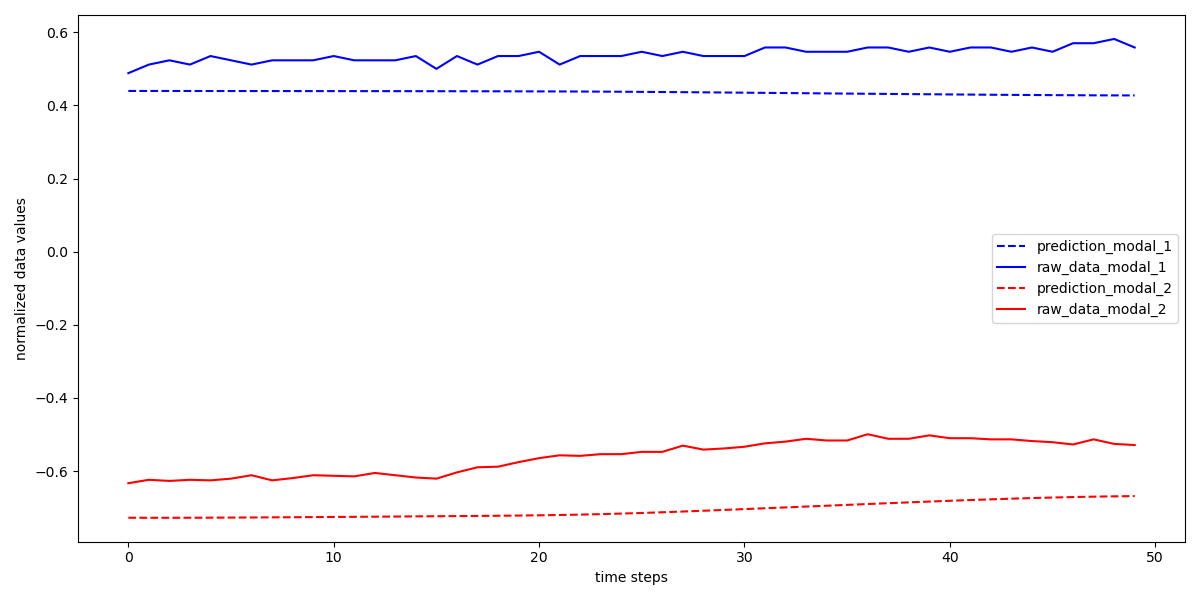 0.6
0.4
0.2
0.0
−0.2
−0.4
−0.6
normalized data values
prediction_modal_1
raw_data_modal_1
prediction_modal_2
raw_data_modal_2
0 10 20 30 40 50
time steps